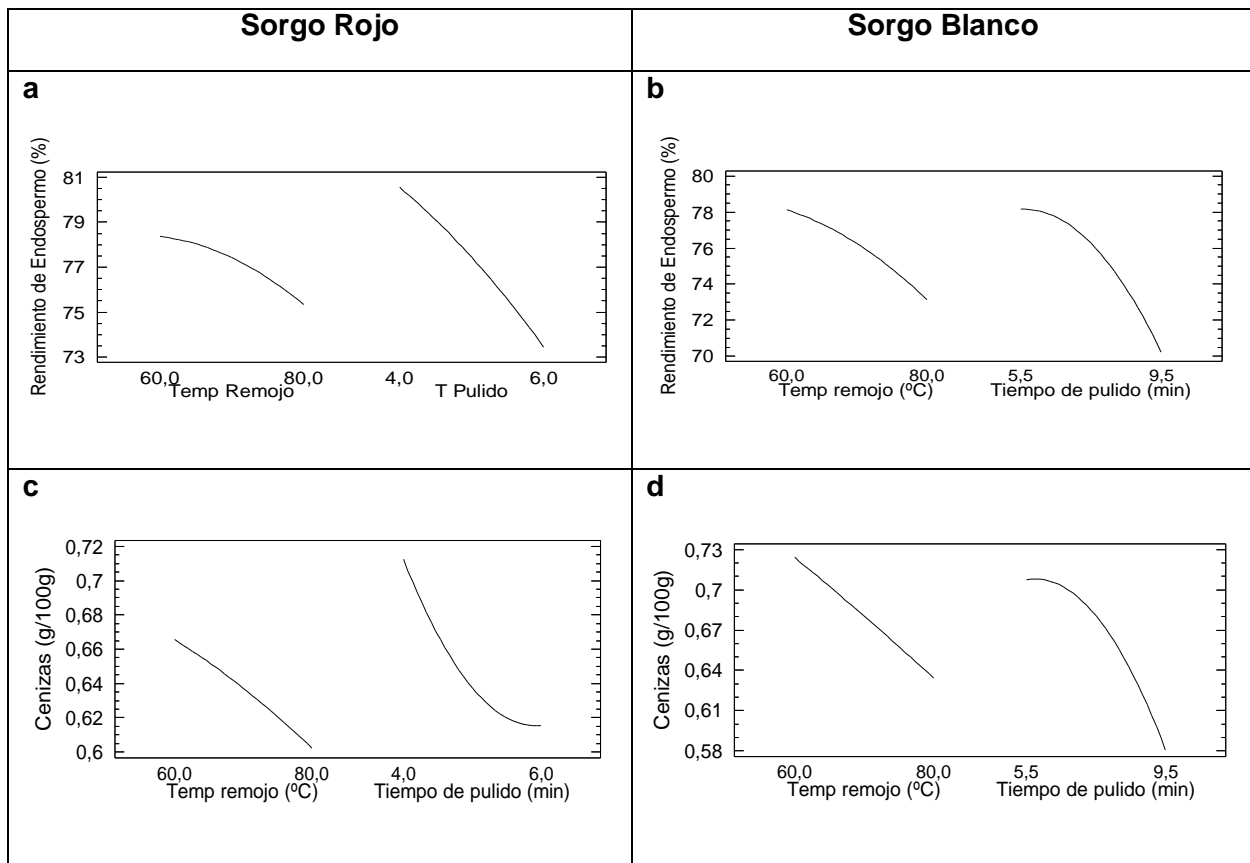 Sorgo Rojo
Sorgo Blanco
a
Rendimiento de Endospermo (%)
81
79
77
75
73
60,0 80,0 4,0 6,0
Temp Remojo T Pulido
b
Rendimiento de Endospermo (%)
80
78
76
74
72
70
60,0 80,0 5,5 9,5
Temp remojo (ºC) Tiempo de pulido (min)
c
Cenizas (g/100g)
0,72
0,7
0,68
0,66
0,64
0,62
0,6
60,0 80,0 4,0 6,0
Temp remojo (ºC) Tiempo de pulido (min)
d
Cenizas (g/100g)
0,73
0,7
0,67
0,64
0,61
0,58
60,0 80,0 5,5 9,5
Temp remojo (ºC) Tiempo de pulido (min)